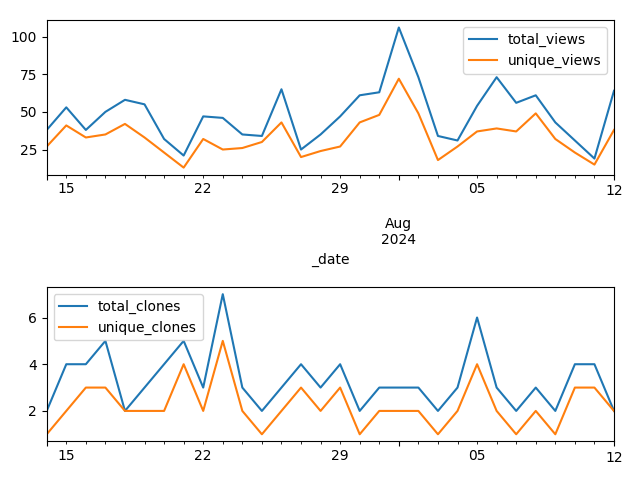 100
75
50
25
total_views
unique_views
15 22 29 05 12
Aug
2024
_date
6
4
2
total_clones
unique_clones
15 22 29 05 12